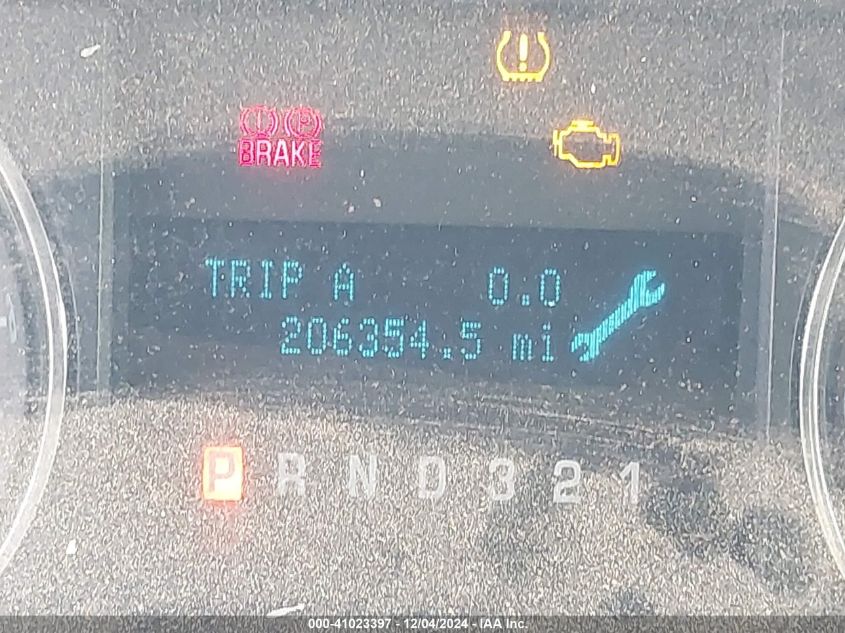 (!) (P)
BRAKE
TRIP A 0.0
206354.5 mi
P R N D 3 2 1
000-41023397 - 12/04/2024 - IAA Inc.